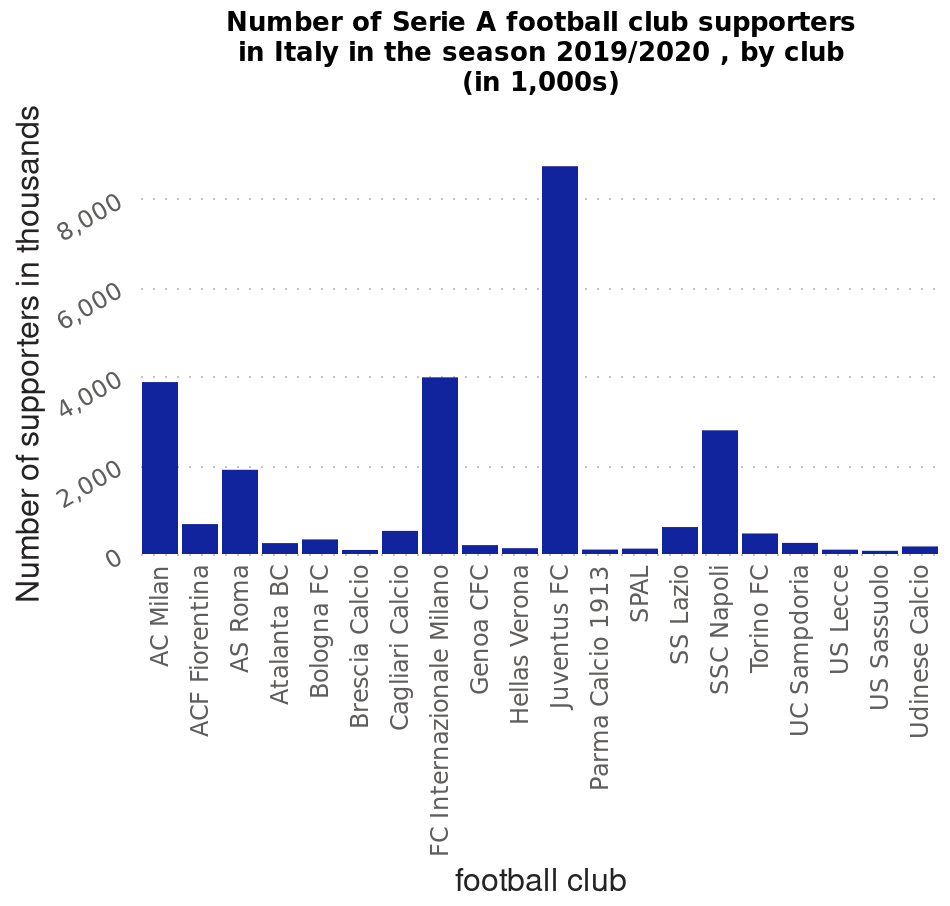 Number of Serie A football club supporters
in Italy in the season 2019/2020 , by club
(in 1,000s)
Number of supporters in thousands
8,000
6,000
4,000
2,000
0
AC Milan
ACF Fiorentina
AS Roma
Atalanta BC
Bologna FC
Brescia Calcio
Cagliari Calcio
FC Internazionale Milano
Genoa CFC
Hellas Verona
Juventus FC
Parma Calcio 1913
SPAL
SS Lazio
SSC Napoli
Torino FC
UC Sampdoria
US Lecce
US Sassuolo
Udinese Calcio
football club